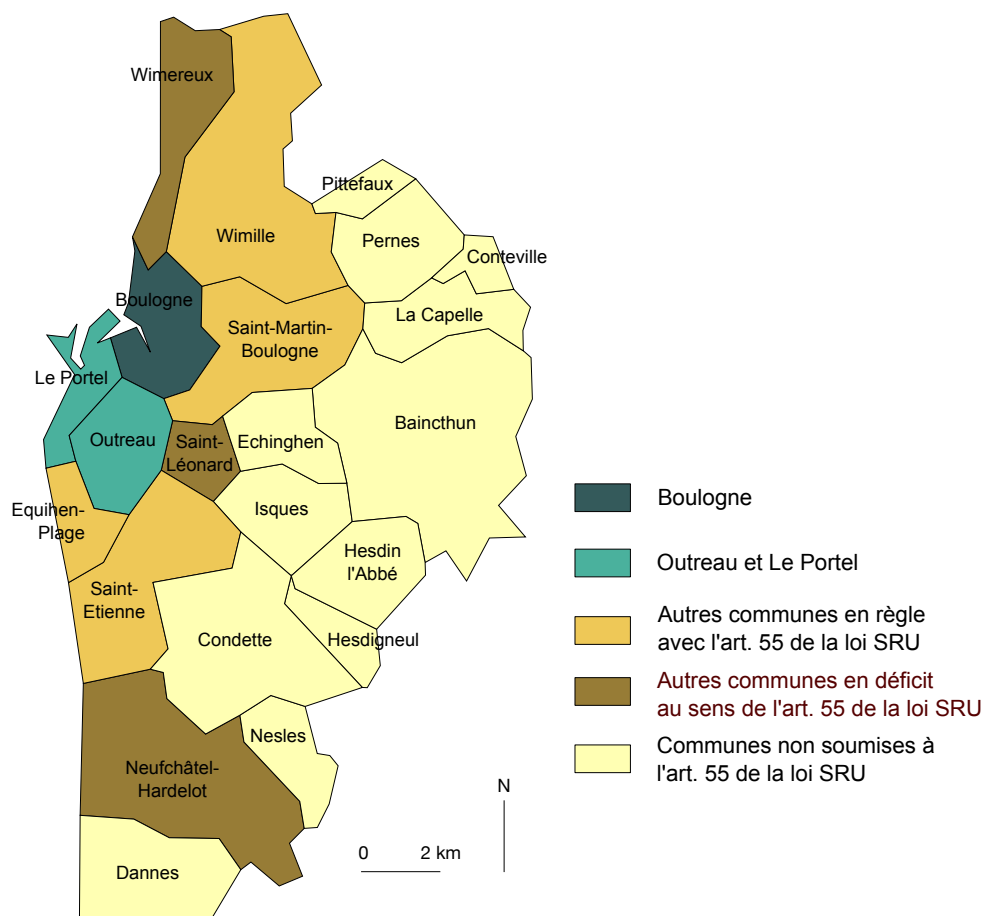 Wimereux
Pittefaux
Wimille
Pernes
Conteville
Boulogne
La Capelle
Saint-Martin-
Boulogne
Le Portel
Baincthun
Outreau
Saint-
Léonard
Echinghen
Equihen-
Plage
Isques
Hesdin
l'Abbé
Saint-
Etienne
Condette
Hesdigneul
Nesles
Neufchâtel-
Hardelot
Dannes
Boulogne
Outreau et Le Portel
Autres communes en règle
avec l'art. 55 de la loi SRU
Autres communes en déficit
au sens de l'art. 55 de la loi SRU
Communes non soumises à
l'art. 55 de la loi SRU
N
0 2 km